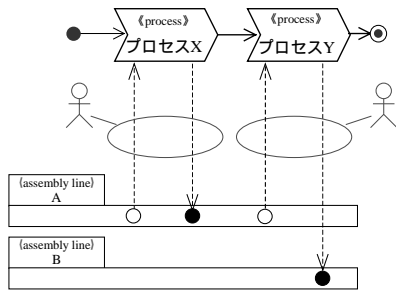 《process》
プロセスX
《process》
プロセスY
{assembly line}
A
{assembly line}
B